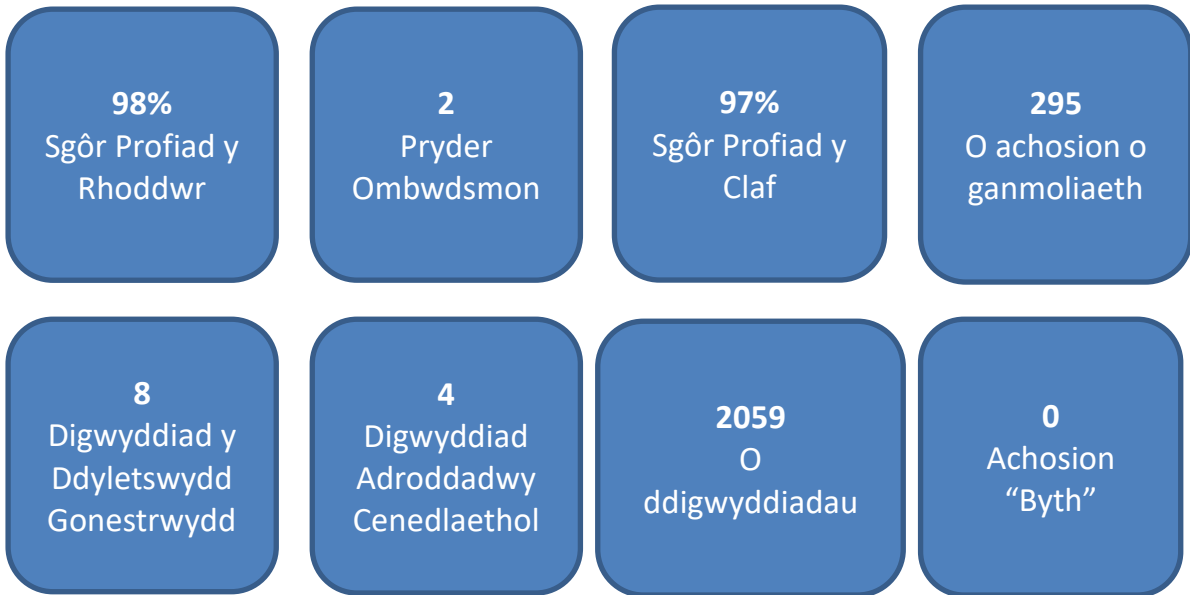 98%
Sgôr Profiad y
Rhoddwr
2
Pryder
Ombwdsmon
97%
Sgôr Profiad y
Claf
295
O achosion o
ganmoliaeth
8
Digwyddiad y
Ddyletswydd
Gonestrwydd
4
Digwyddiad
Adroddadwy
Cenedlaethol
2059
O
ddigwyddiadau
0
Achosion
“Byth”